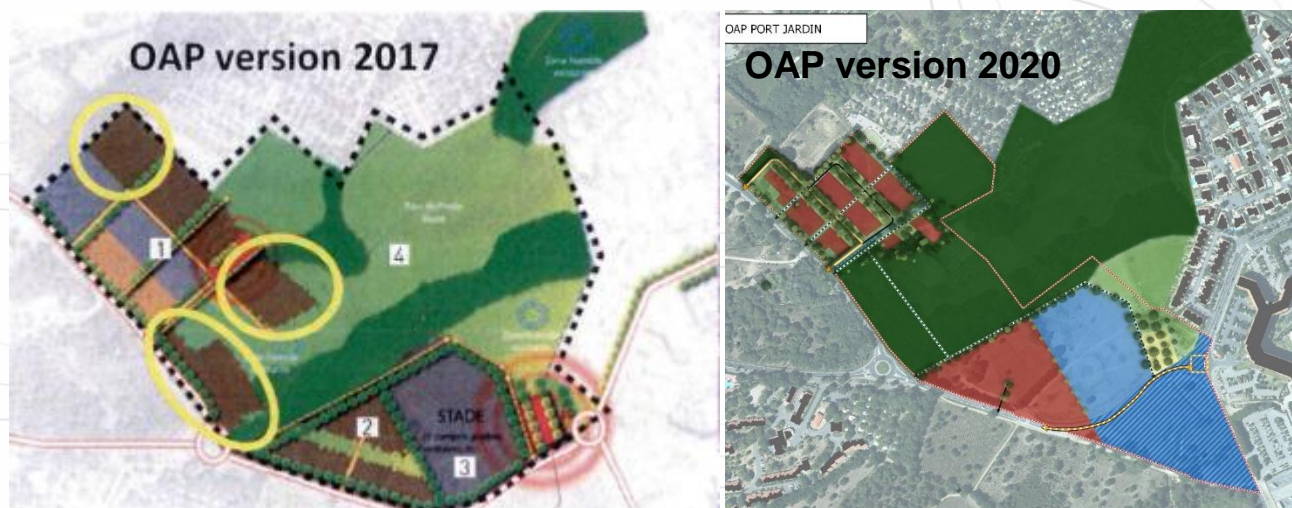 OAP version 2017
1
4
STADE
2
3
OAP PORT JARDIN
OAP version 2020